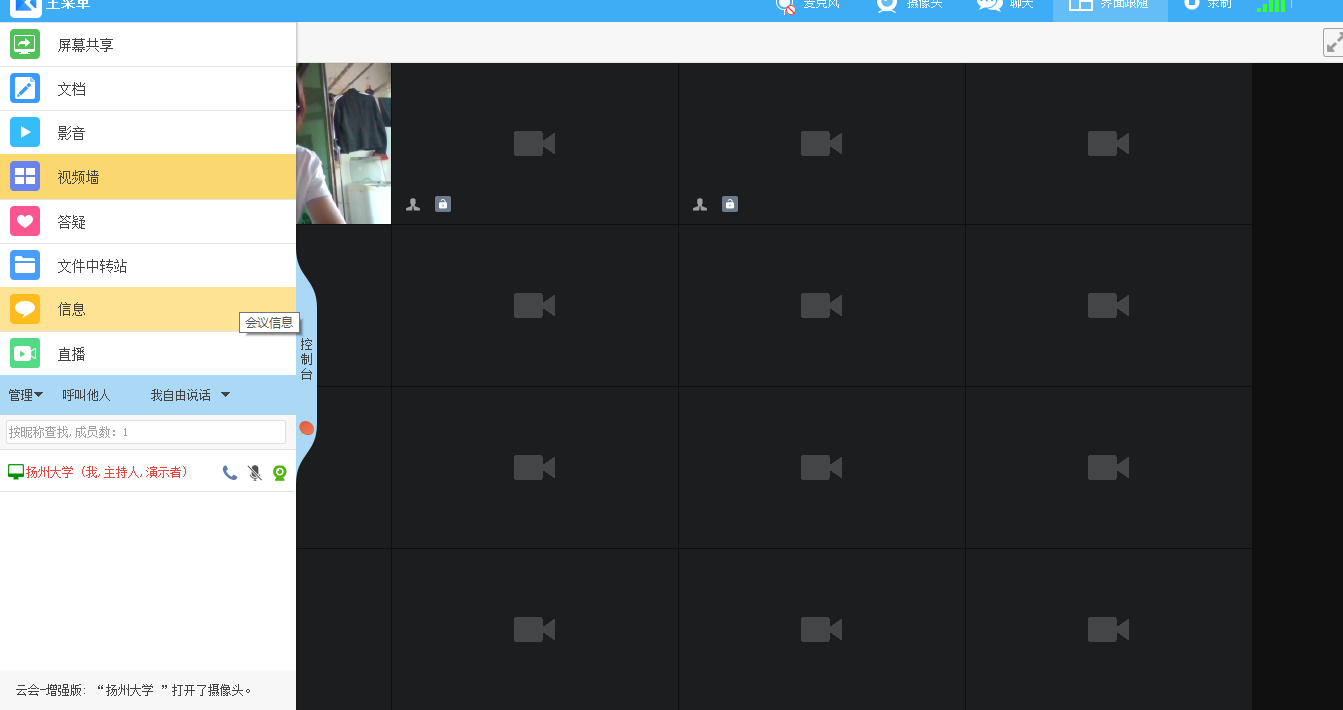 主菜单
麦克风
摄像头
聊天
界面跟随
录制
屏幕共享
文档
影音
视频墙
答疑
文件中转站
信息
会议信息
直播
控制台
管理
呼叫他人
我自由说话
按昵称查找,成员数: 1
扬州大学（我,主持人,演示者）
云会-增强版: “扬州大学 ”打开了摄像头。